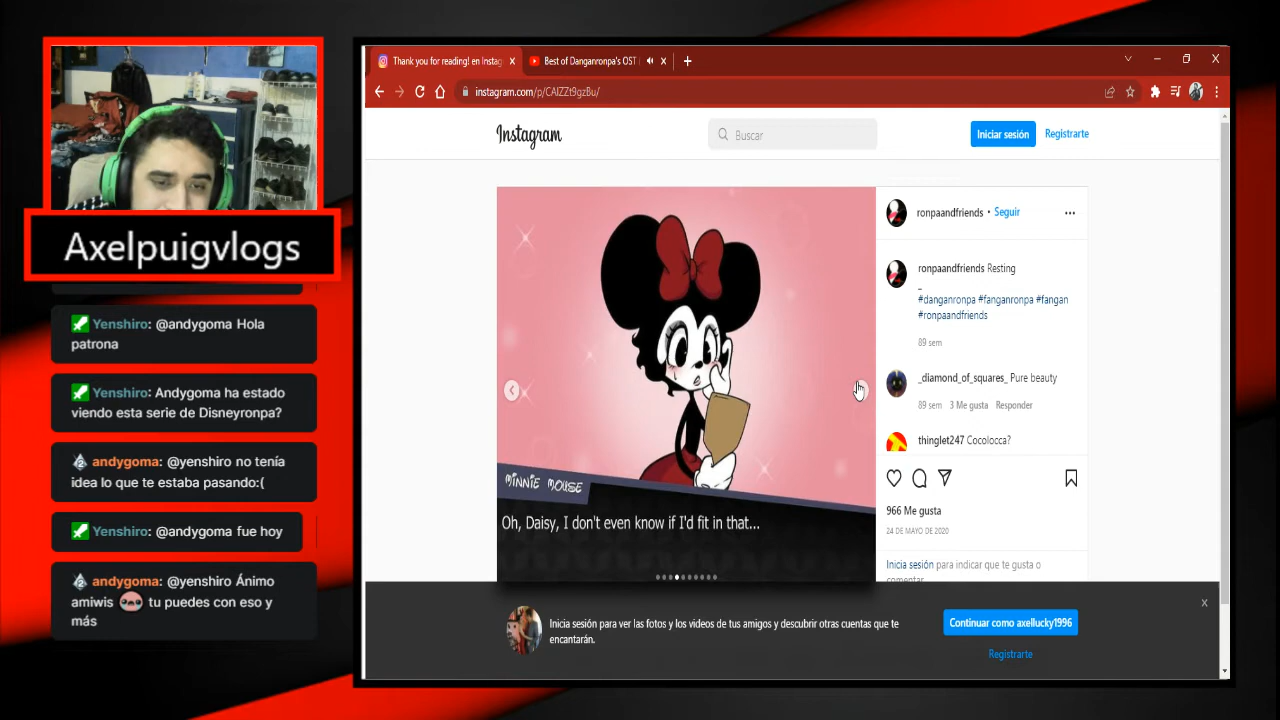 Axelpuigvlogs
Yenshiro: @andygoma Hola
patrona
Yenshiro: Andygoma ha estado
viendo esta serie de Disneyronpa?
andygoma: @yenshiro no tenía
idea lo que te estaba pasando:(
Yenshiro: @andygoma fue hoy
andygoma: @yenshiro Ánimo
amiwis tu puedes con eso y
más
Thank you for reading! en Instag
Best of Danganronpa's OST
instagram.com/p/CAIZZt9gzBu/
Instagram
Buscar
Iniciar sesión
Registrarte
MINNIE MOUSE
Oh, Daisy, I don't even know if I'd fit in that...
ronpaandfriends • Seguir
ronpaandfriends Resting
_
#danganronpa #fanganronpa #fangan
#ronpaandfriends
89 sem
_diamond_of_squares_ Pure beauty
89 sem 3 Me gusta Responder
thinglet247 Cocolocca?
966 Me gusta
24 DE MAYO DE 2020
Inicia sesión para indicar que te gusta o
comentar.
Inicia sesión para ver las fotos y los videos de tus amigos y descubrir otras cuentas que te
encantarán.
Continuar como axellucky1996
Registrarte